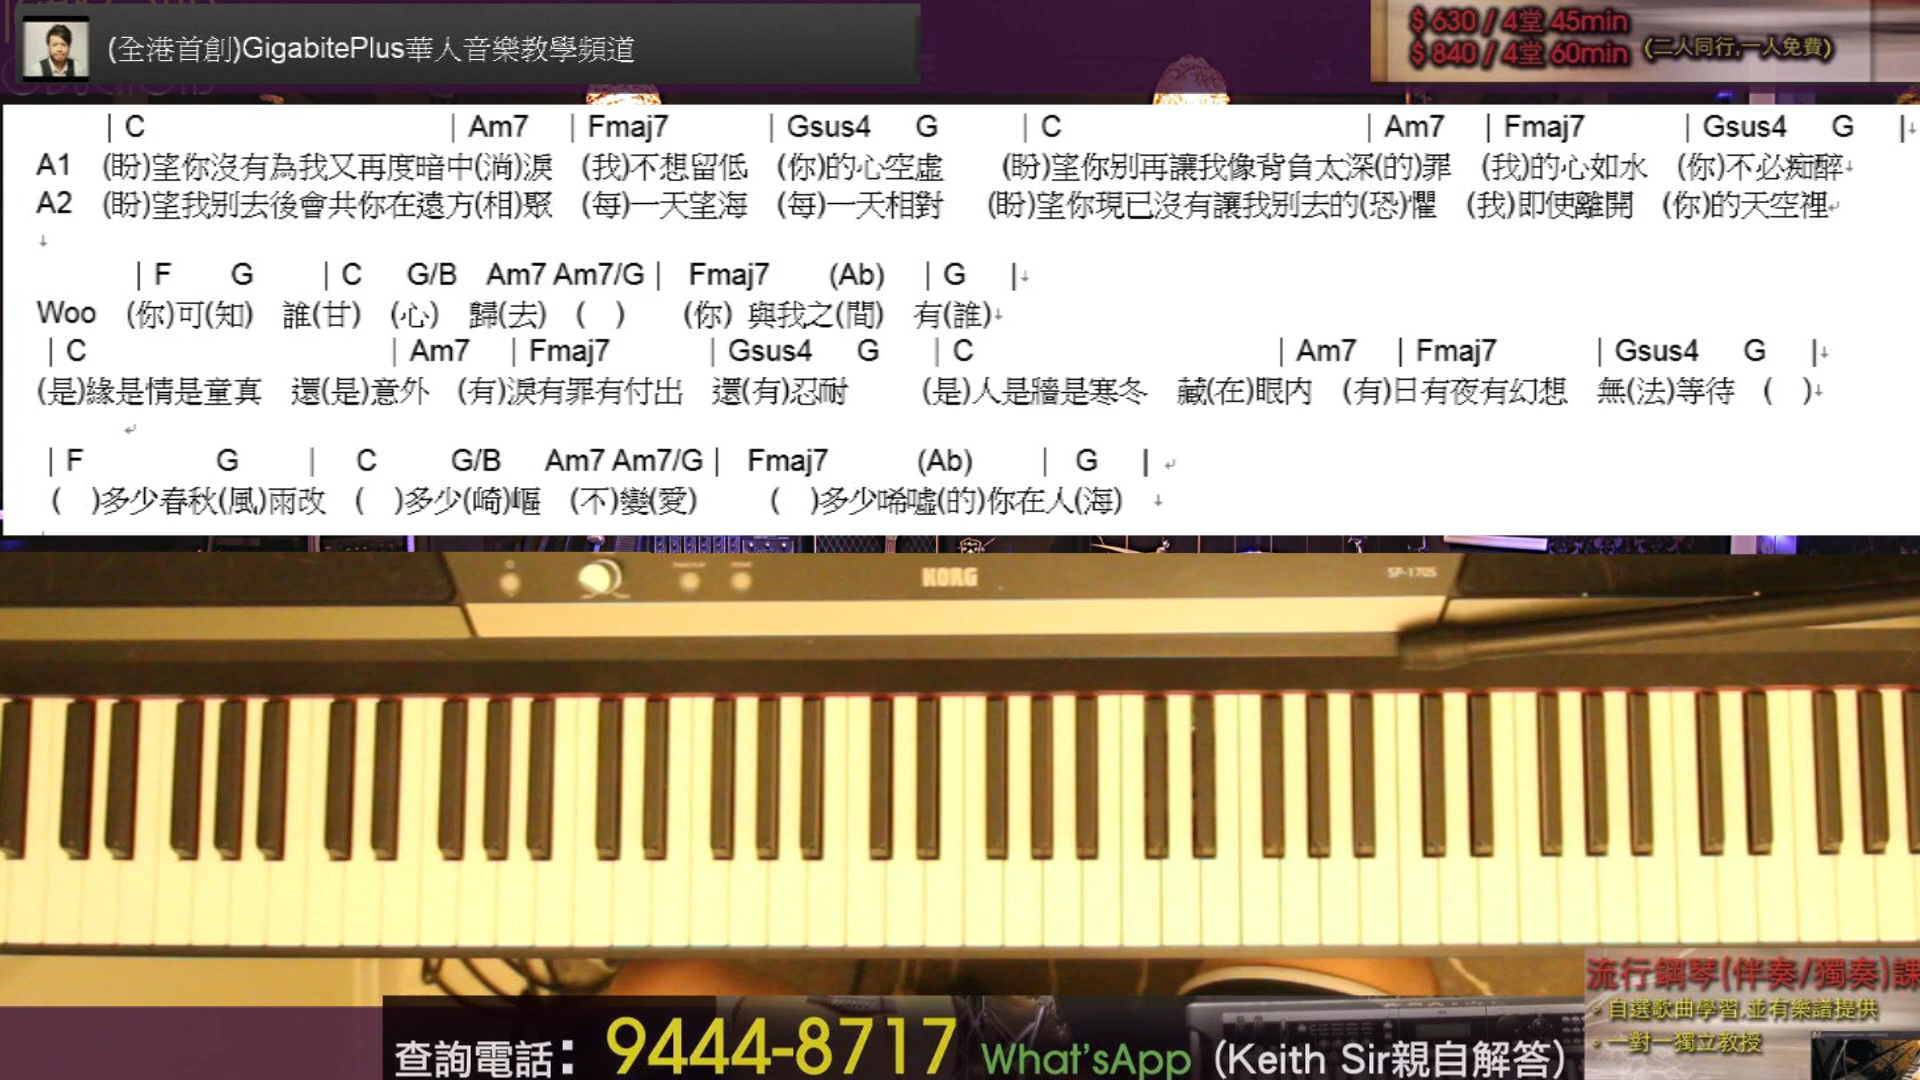 (全港首創)GigabitePlus華人音樂教學頻道
$ 630 / 4堂 45min
$ 840 / 4堂 60min (二人同行,一人免費)
| C | Am7 | Fmaj7 | Gsus4 G | C | Am7 | Fmaj7 | Gsus4 G |
A1 (盼)望你沒有為我又再度暗中(淌)淚 (我)不想留低 (你)的心空虛 (盼)望你別再讓我像背負太深(的)罪 (我)的心如水 (你)不必痴醉
A2 (盼)望我別去後會共你在遠方(相)聚 (每)一天望海 (每)一天相對 (盼)望你現已沒有讓我別去的(恐)懼 (我)即使離開 (你)的天空裡
| F G | C G/B Am7 Am7/G | Fmaj7 (Ab) | G |
Woo (你)可(知) 誰(甘) (心) 歸(去) ( ) (你) 與我之(間) 有(誰)
| C | Am7 | Fmaj7 | Gsus4 G | C | Am7 | Fmaj7 | Gsus4 G |
(是)緣是情是童真 還(是)意外 (有)淚有罪有付出 還(有)忍耐 (是)人是牆是寒冬 藏(在)眼內 (有)日有夜有幻想 無(法)等待 ( )
| F G | C G/B Am7 Am7/G | Fmaj7 (Ab) | G |
( )多少春秋(風)雨改 ( )多少(崎)嶇 (不)變(愛) ( )多少唏噓(的)你在人(海)
KORG
SP-170S
流行鋼琴(伴奏/獨奏)課
。自選歌曲學習,並有樂譜提供
。一對一獨立教授
查詢電話：9444-8717 What'sApp (Keith Sir親自解答)